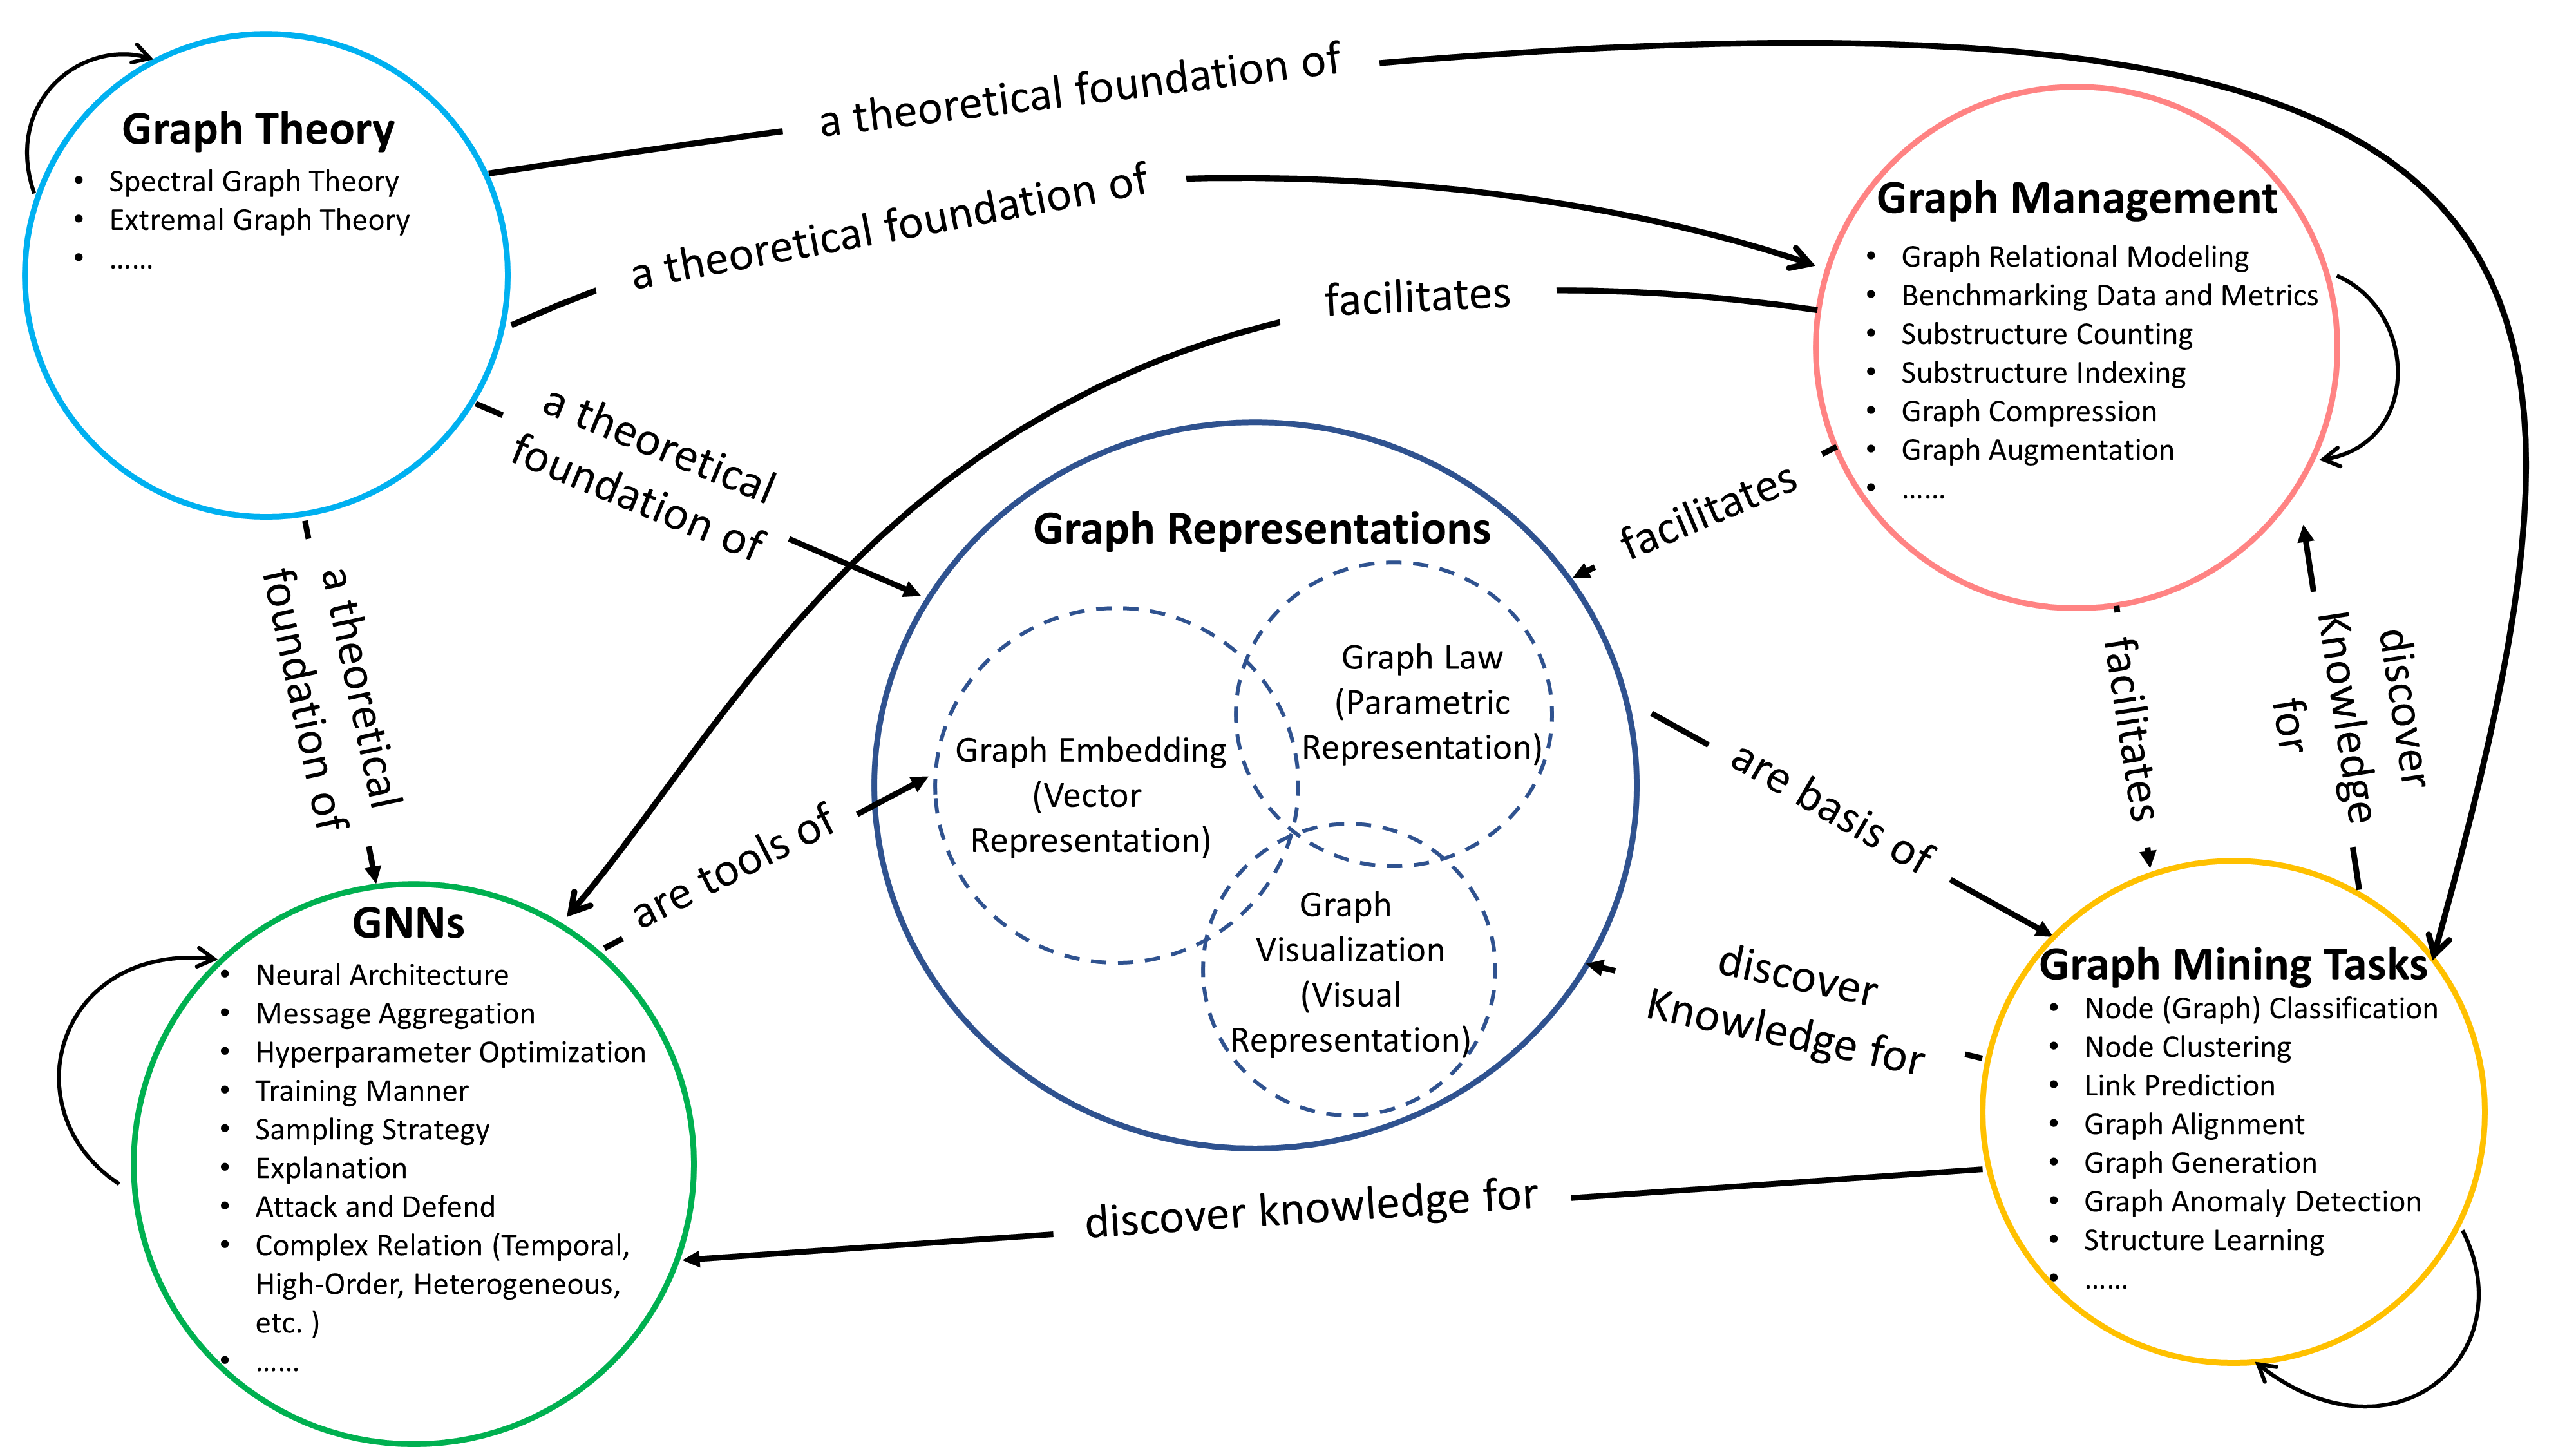 Graph Theory
• Spectral Graph Theory
• Extremal Graph Theory
• ......
a theoretical foundation of
a theoretical foundation of
facilitates
a theoretical
foundation of
a theoretical
foundation of
Graph Management
• Graph Relational Modeling
• Benchmarking Data and Metrics
• Substructure Counting
• Substructure Indexing
• Graph Compression
• Graph Augmentation
• ......
facilitates
Graph Representations
Graph Law
(Parametric
Representation)
Graph Embedding
(Vector
Representation)
Graph
Visualization
(Visual
Representation)
facilitates
discover
Knowledge
for
are basis of
are tools of
discover
Knowledge for
discover knowledge for
GNNs
• Neural Architecture
• Message Aggregation
• Hyperparameter Optimization
• Training Manner
• Sampling Strategy
• Explanation
• Attack and Defend
• Complex Relation (Temporal,
High-Order, Heterogeneous,
etc. )
• ......
Graph Mining Tasks
• Node (Graph) Classification
• Node Clustering
• Link Prediction
• Graph Alignment
• Graph Generation
• Graph Anomaly Detection
• Structure Learning
• ......